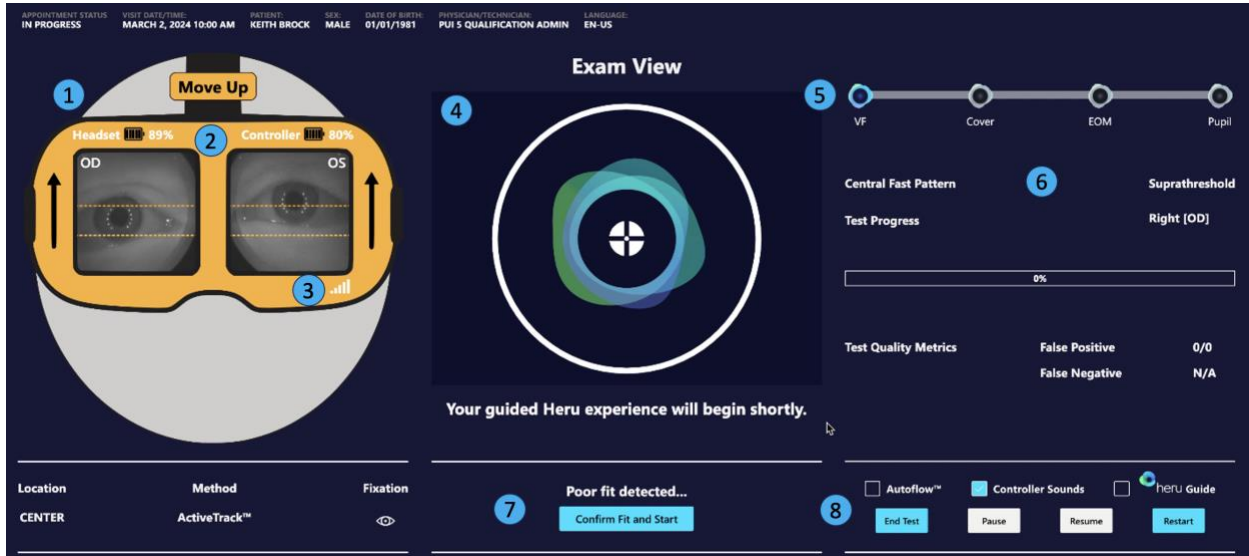 APPOINTMENT STATUS VISIT DATE/TIME: PATIENT: SEX: DATE OF BIRTH: PHYSICIAN/TECHNICIAN: LANGUAGE:
IN PROGRESS MARCH 2, 2024 10:00 AM KEITH BROCK MALE 01/01/1981 PUI 5 QUALIFICATION ADMIN EN-US
1
Move Up
Headset 89% 2 Controller 80%
OD OS
3
Exam View
4
Your guided Heru experience will begin shortly.
5
VF Cover EOM Pupil
Central Fast Pattern 6 Suprathreshold
Test Progress Right [OD]
0%
Test Quality Metrics False Positive 0/0
False Negative N/A
Location Method Fixation
CENTER ActiveTrack™
7
Poor fit detected...
Confirm Fit and Start
8
Autoflow™ Controller Sounds heru Guide
End Test Pause Resume Restart